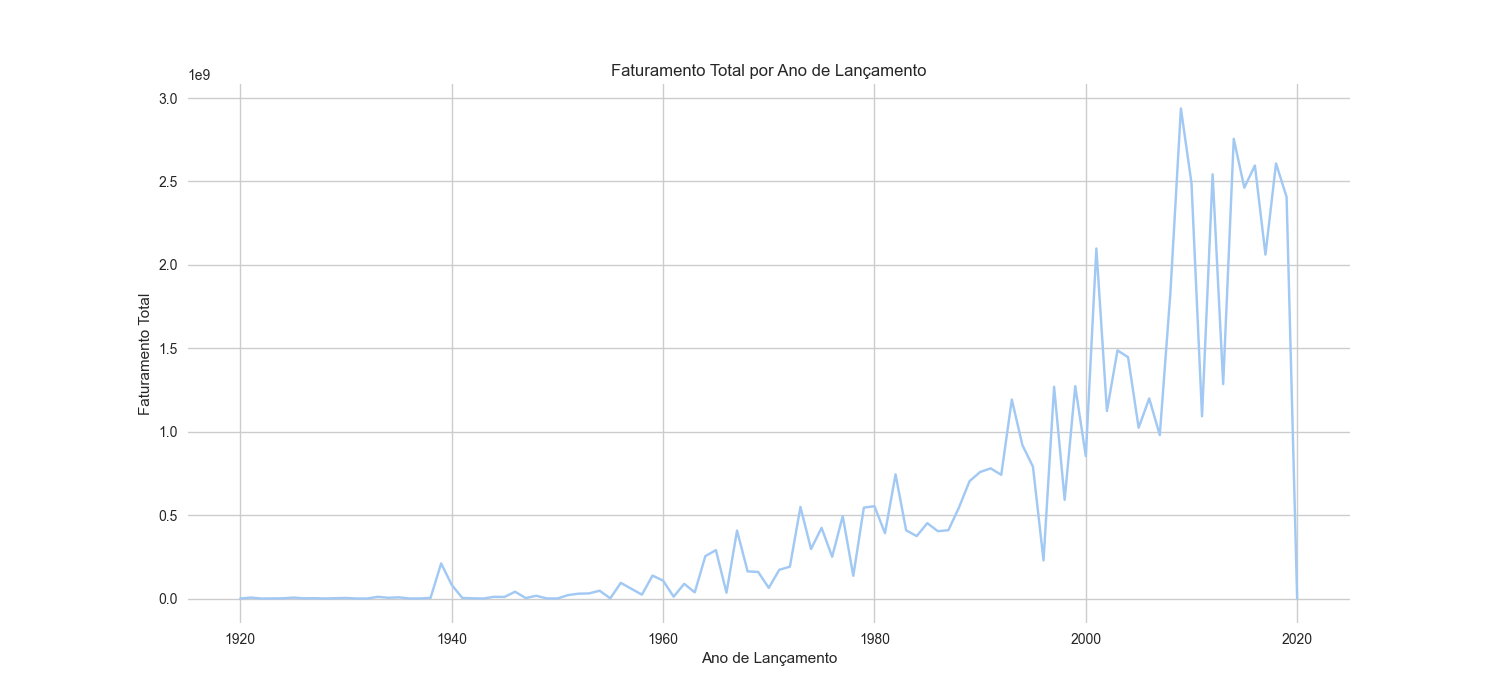 Faturamento Total por Ano de Lançamento
1e9
3.0
2.5
2.0
1.5
1.0
0.5
0.0
Faturamento Total
1920 1940 1960 1980 2000 2020
Ano de Lançamento